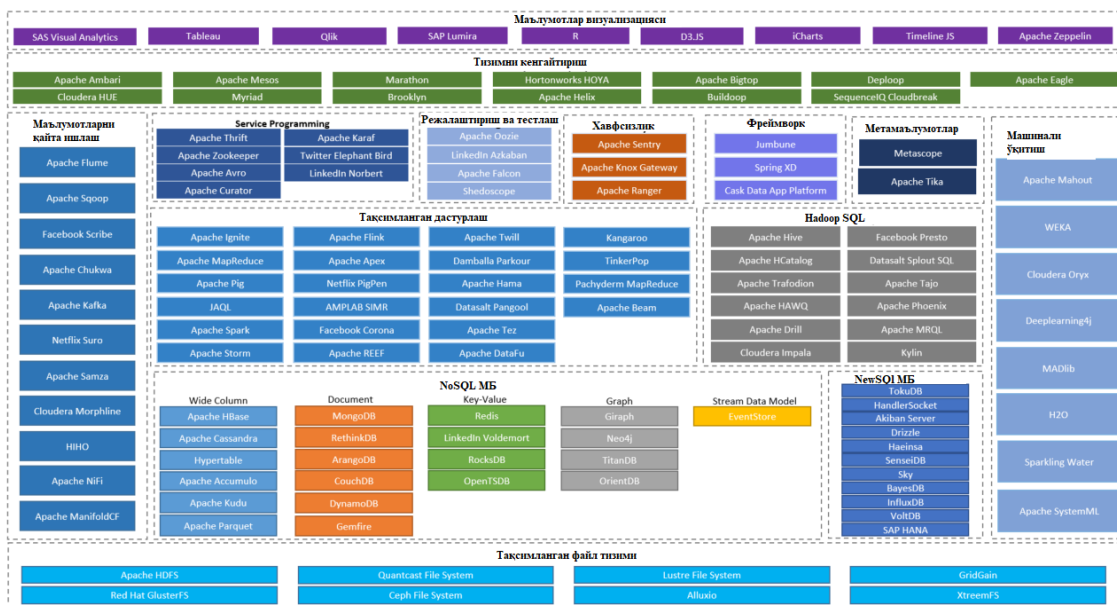 Маълумотлар визуализацияси
SAS Visual Analytics
Tableau
Qlik
SAP Lumira
R
D3.JS
iCharts
Timeline JS
Apache Zeppelin
Тизимни кенгайтириш
Apache Ambari
Apache Mesos
Marathon
Hortonworks HOYA
Apache Bigtop
Deploop
Apache Eagle
Cloudera HUE
Myriad
Brooklyn
Apache Helix
Buildoop
SequenceIQ Cloudbreak
Маълумотларни
қайта ишлаш
Apache Flume
Apache Sqoop
Facebook Scribe
Apache Chukwa
Apache Kafka
Netflix Suro
Apache Samza
Cloudera Morphline
HIHO
Apache NiFi
Apache ManifoldCF
Service Programming
Apache Thrift
Apache Karaf
Apache Zookeeper
Twitter Elephant Bird
Apache Avro
LinkedIn Norbert
Apache Curator
Режалаштириш ва тестлаш
Apache Oozie
LinkedIn Azkaban
Apache Falcon
Shedoscope
Хавфсизлик
Apache Sentry
Apache Knox Gateway
Apache Ranger
Фреймворк
Jumbune
Spring XD
Cask Data App Platform
Метамаълумотлар
Metascope
Apache Tika
Машинали
ўқитиш
Apache Mahout
WEKA
Cloudera Oryx
Deeplearning4j
MADlib
H2O
Sparkling Water
Apache SystemML
Тақсимланган дастурлаш
Apache Ignite
Apache Flink
Apache Twill
Kangaroo
Apache MapReduce
Apache Apex
Damballa Parkour
TinkerPop
Apache Pig
Netflix PigPen
Apache Hama
Pachyderm MapReduce
JAQL
AMPLAB SIMR
Datasalt Pangool
Apache Beam
Apache Spark
Facebook Corona
Apache Tez
Apache Storm
Apache REEF
Apache DataFu
Hadoop SQL
Apache Hive
Facebook Presto
Apache HCatalog
Datasalt Splout SQL
Apache Trafodion
Apache Tajo
Apache HAWQ
Apache Phoenix
Apache Drill
Apache MRQL
Cloudera Impala
Kylin
NoSQL МБ
Wide Column
Apache HBase
Apache Cassandra
Hypertable
Apache Accumulo
Apache Kudu
Apache Parquet
Document
MongoDB
RethinkDB
ArangoDB
CouchDB
DynamoDB
Gemfire
Key-Value
Redis
LinkedIn Voldemort
RocksDB
OpenTSDB
Graph
Giraph
Neo4j
TitanDB
OrientDB
Stream Data Model
EventStore
NewSQl МБ
TokuDB
HandlerSocket
Akiban Server
Drizzle
Haeinsa
SenseiDB
Sky
BayesDB
InfluxDB
VoltDB
SAP HANA
Тақсимланган файл тизими
Apache HDFS
Quantcast File System
Lustre File System
GridGain
Red Hat GlusterFS
Ceph File System
Alluxio
XtreemFS